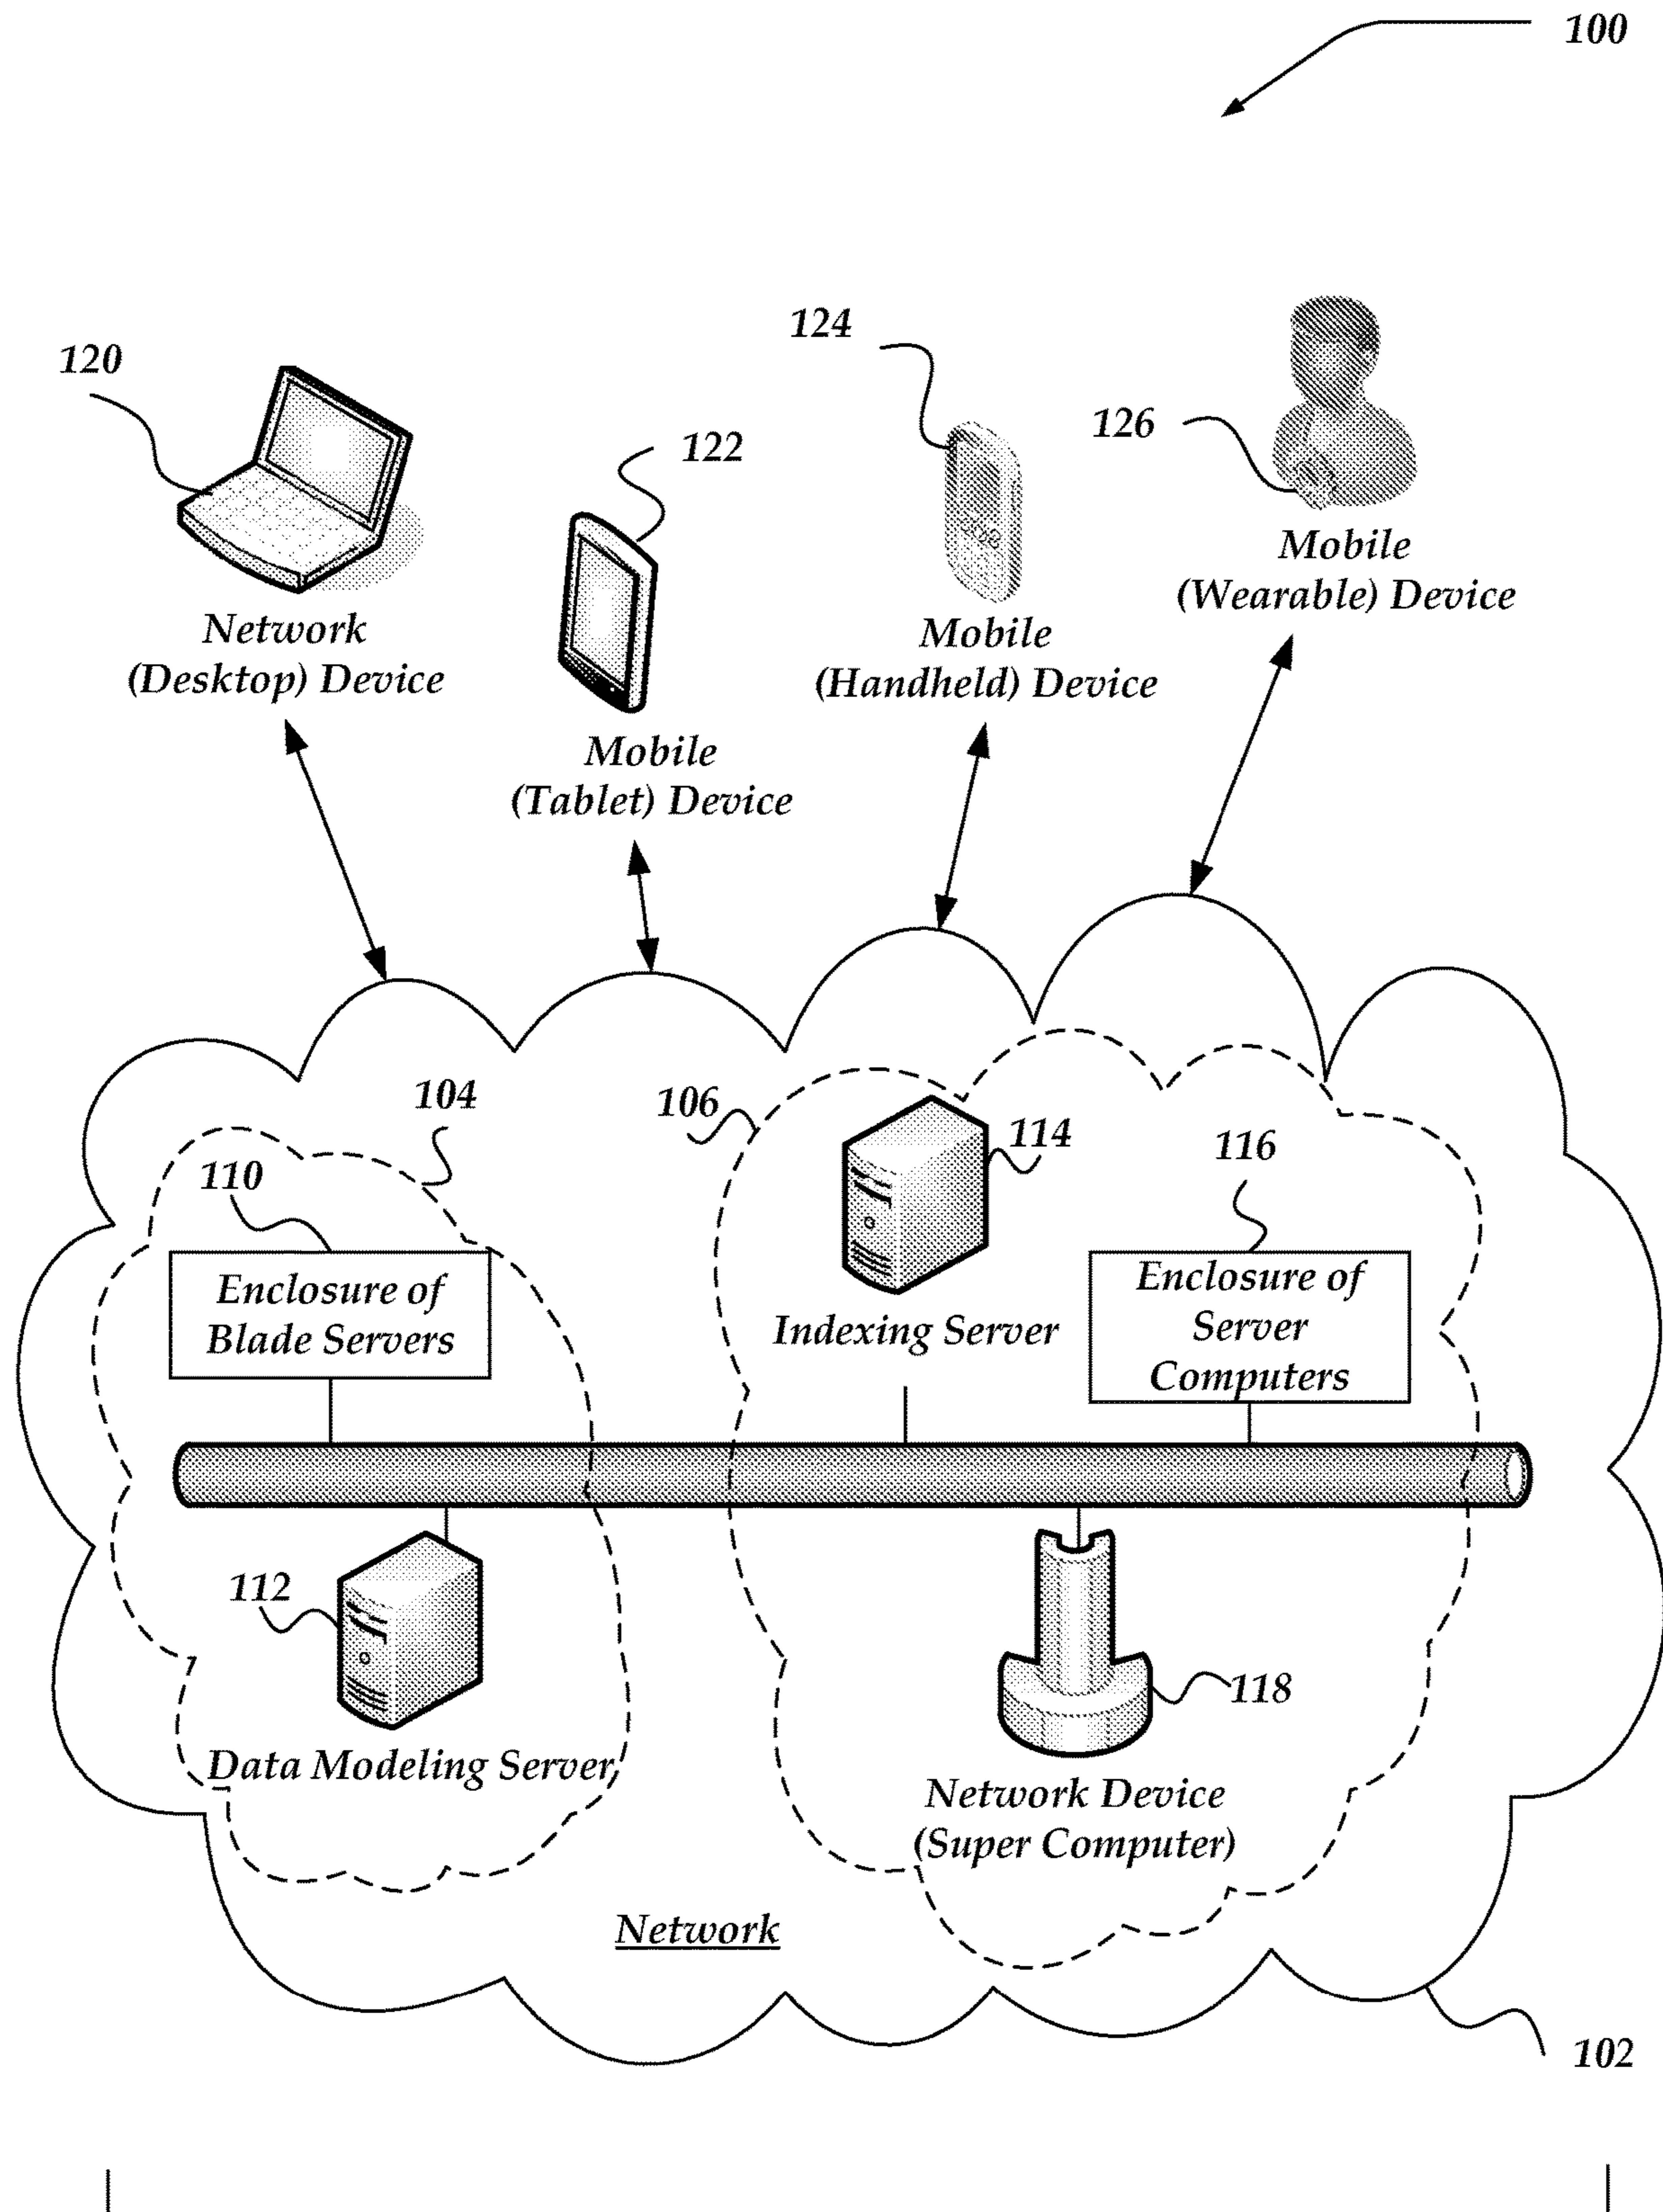 100
120
Network
(Desktop) Device
122
Mobile
(Tablet) Device
124
Mobile
(Handheld) Device
126
Mobile
(Wearable) Device
104
110
Enclosure of
Blade Servers
106
114
Indexing Server
116
Enclosure of
Server
Computers
112
Data Modeling Server
118
Network Device
(Super Computer)
Network
102